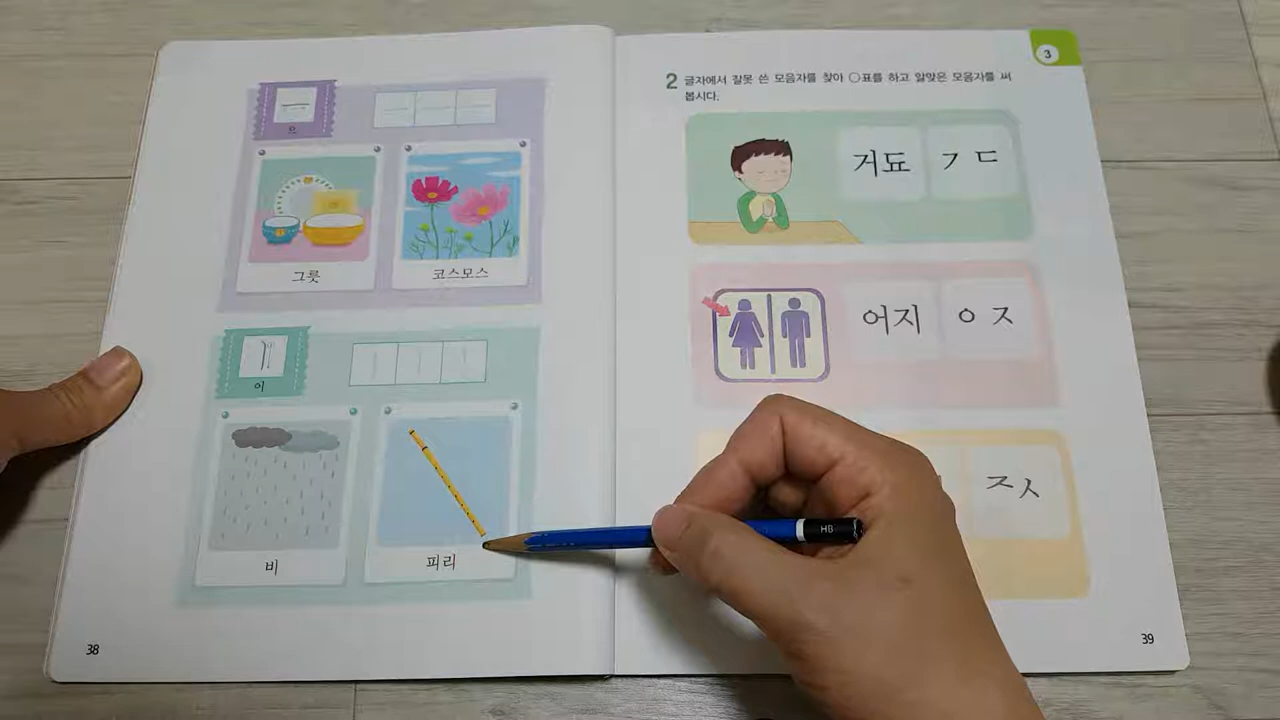 ㅡ
으
ㅡ ㅡ ㅡ
그릇
코스모스
ㅣ
이
ㅣ ㅣ ㅣ
비
피리
38
3
2 글자에서 잘못 쓴 모음자를 찾아 ○표를 하고 알맞은 모음자를 써
봅시다.
거됴 ㄱ ㄷ
어지 ㅇ ㅈ
ㅈㅅ
39
HB